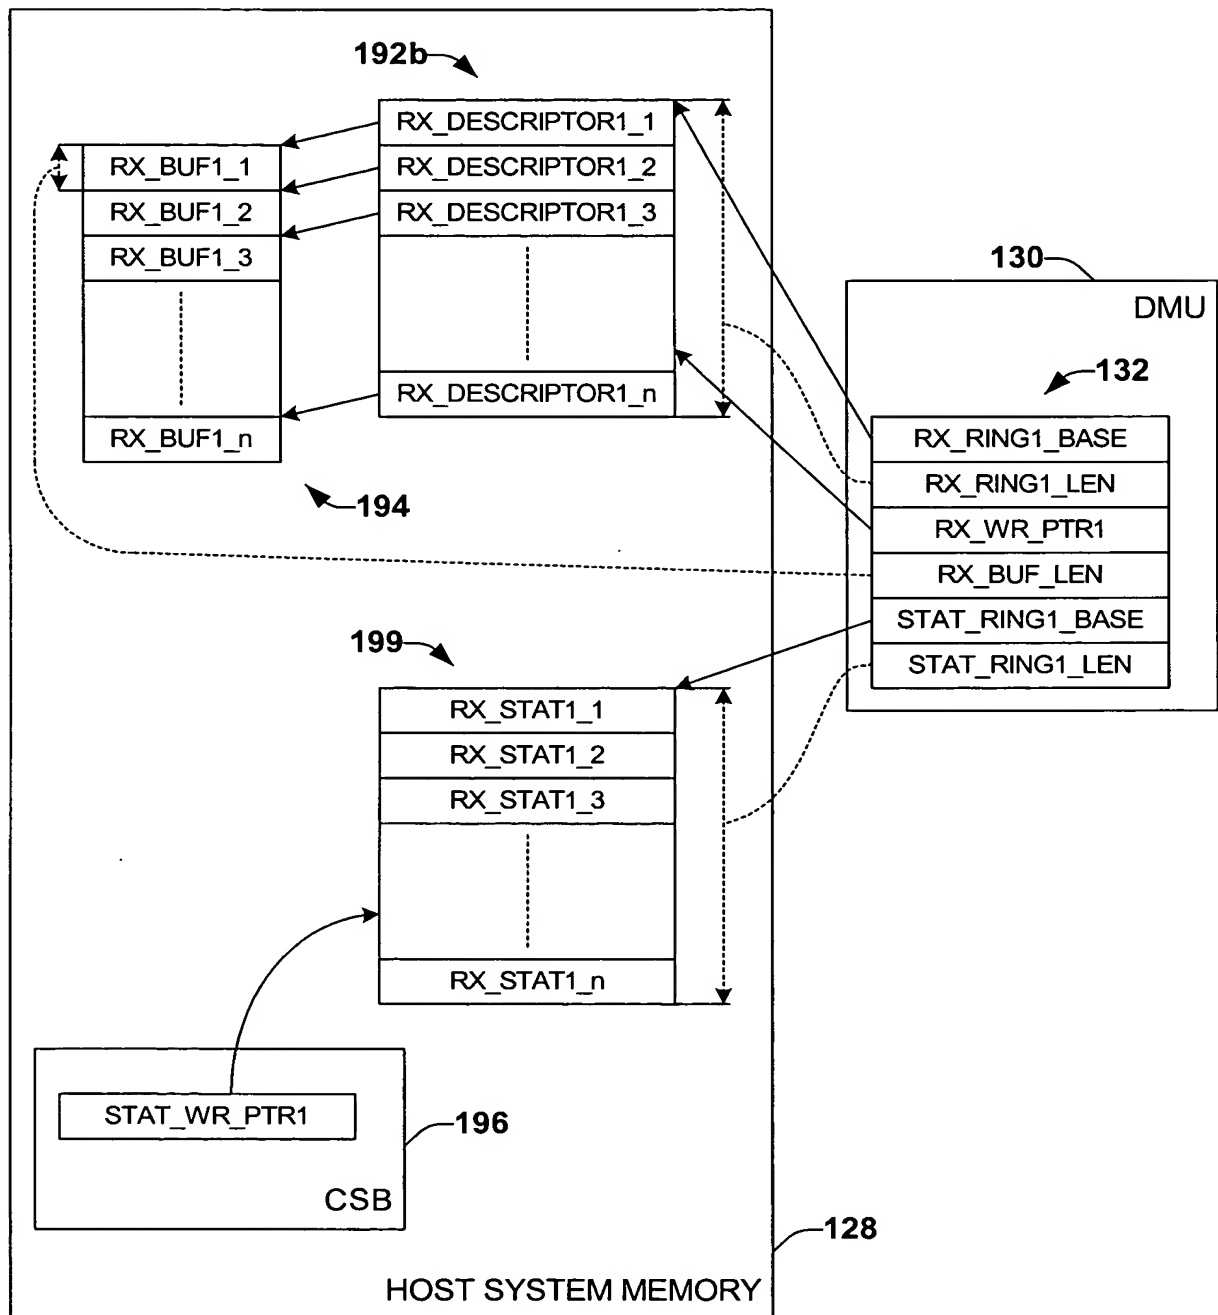 192b
RX_DESCRIPTOR1_1
RX_DESCRIPTOR1_2
RX_DESCRIPTOR1_3
RX_DESCRIPTOR1_n
RX_BUF1_1
RX_BUF1_2
RX_BUF1_3
RX_BUF1_n
194
130
DMU
132
RX_RING1_BASE
RX_RING1_LEN
RX_WR_PTR1
RX_BUF_LEN
STAT_RING1_BASE
STAT_RING1_LEN
199
RX_STAT1_1
RX_STAT1_2
RX_STAT1_3
RX_STAT1_n
STAT_WR_PTR1
196
CSB
128
HOST SYSTEM MEMORY